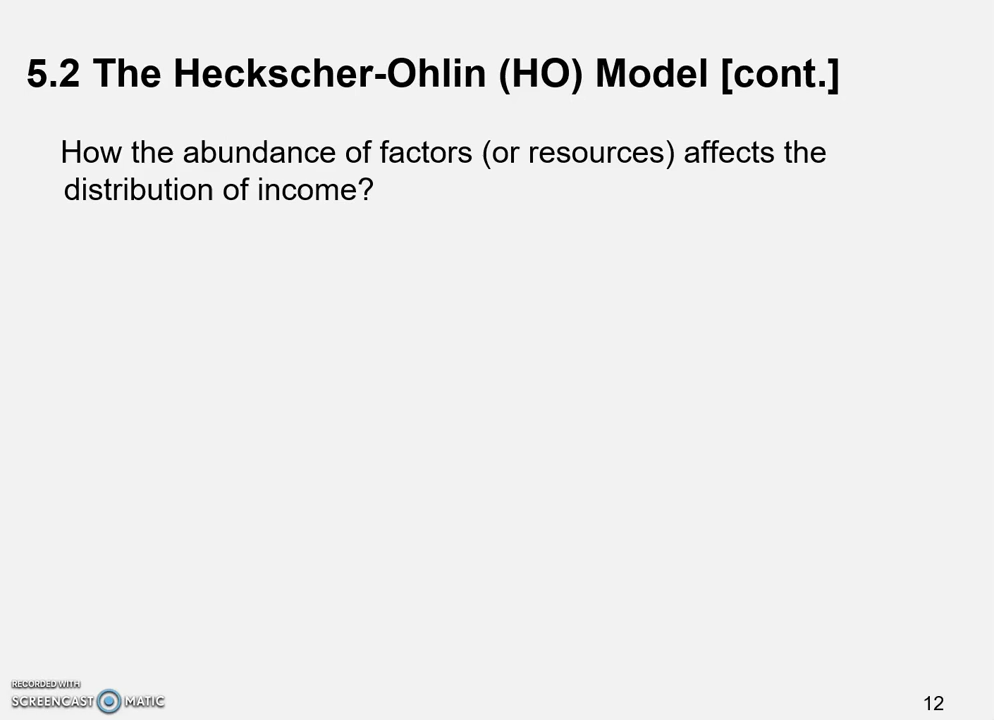 5.2 The Heckscher-Ohlin (HO) Model [cont.]
How the abundance of factors (or resources) affects the
distribution of income?
RECORDED WITH
SCREENCAST MATIC
12